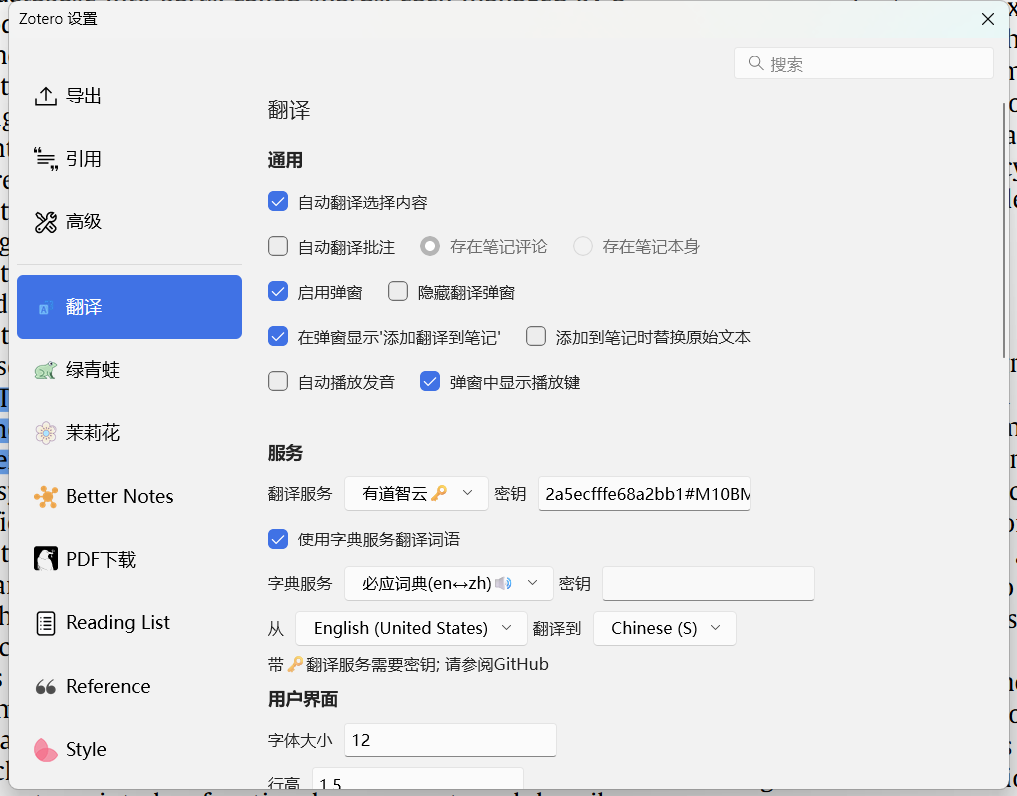 Zotero 设置
搜索
导出
引用
高级
翻译
绿青蛙
茉莉花
Better Notes
PDF下载
Reading List
Reference
Style
翻译
通用
自动翻译选择内容
自动翻译批注 存在笔记评论 存在笔记本身
启用弹窗 隐藏翻译弹窗
在弹窗显示'添加翻译到笔记' 添加到笔记时替换原始文本
自动播放发音 弹窗中显示播放键
服务
翻译服务 有道智云🔑 密钥 2a5ecfffe68a2bb1#M10BM
使用字典服务翻译词语
字典服务 必应词典(en↔zh)🔊 密钥
从 English (United States) 翻译到 Chinese (S)
带🔑翻译服务需要密钥; 请参阅GitHub
用户界面
字体大小 12
行高 1.5